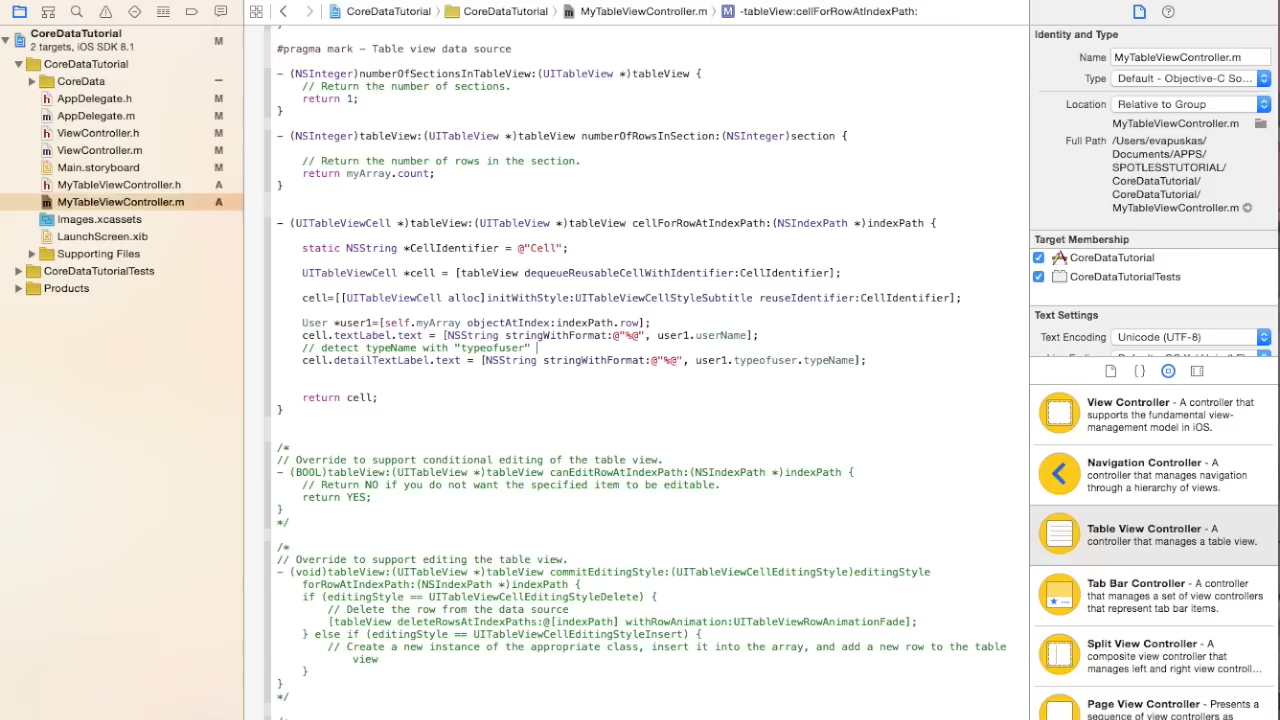 CoreDataTutorial
CoreDataTutorial
MyTableViewController.m
M
-tableView:cellForRowAtIndexPath:
CoreDataTutorial
2 targets, iOS SDK 8.1
M
CoreDataTutorial
CoreData
AppDelegate.h
M
AppDelegate.m
M
ViewController.h
M
ViewController.m
M
Main.storyboard
M
h
MyTableViewController.h
A
m
MyTableViewController.m
A
Images.xcassets
LaunchScreen.xib
Supporting Files
CoreDataTutorialTests
Products
#pragma mark - Table view data source
- (NSInteger)numberOfSectionsInTableView:(UITableView *)tableView {
// Return the number of sections.
return 1;
}
- (NSInteger)tableView:(UITableView *)tableView numberOfRowsInSection:(NSInteger)section {
// Return the number of rows in the section.
return myArray.count;
}
- (UITableViewCell *)tableView:(UITableView *)tableView cellForRowAtIndexPath:(NSIndexPath *)indexPath {
static NSString *CellIdentifier = @"Cell";
UITableViewCell *cell = [tableView dequeueReusableCellWithIdentifier:CellIdentifier];
cell=[[UITableViewCell alloc]initWithStyle:UITableViewCellStyleSubtitle reuseIdentifier:CellIdentifier];
User *user1=[self.myArray objectAtIndex:indexPath.row];
cell.textLabel.text = [NSString stringWithFormat:@"%@", user1.userName];
// detect typeName with "typeofuser"
cell.detailTextLabel.text = [NSString stringWithFormat:@"%@", user1.typeofuser.typeName];
return cell;
}
/*
// Override to support conditional editing of the table view.
- (BOOL)tableView:(UITableView *)tableView canEditRowAtIndexPath:(NSIndexPath *)indexPath {
// Return NO if you do not want the specified item to be editable.
return YES;
}
*/
/*
// Override to support editing the table view.
- (void)tableView:(UITableView *)tableView commitEditingStyle:(UITableViewCellEditingStyle)editingStyle
forRowAtIndexPath:(NSIndexPath *)indexPath {
if (editingStyle == UITableViewCellEditingStyleDelete) {
// Delete the row from the data source
[tableView deleteRowsAtIndexPaths:@[indexPath] withRowAnimation:UITableViewRowAnimationFade];
} else if (editingStyle == UITableViewCellEditingStyleInsert) {
// Create a new instance of the appropriate class, insert it into the array, and add a new row to the table
view
}
}
*/
Identity and Type
Name MyTableViewController.m
Type Default - Objective-C So...
Location Relative to Group
MyTableViewController.m
Full Path /Users/evapuskas/
Documents/APPS/
SPOTLESSTUTORIAL/
CoreDataTutorial/
CoreDataTutorial/
MyTableViewController.m
Target Membership
CoreDataTutorial
CoreDataTutorialTests
Text Settings
Text Encoding Unicode (UTF-8)
{ }
View Controller - A controller that
supports the fundamental view-
management model in iOS.
Navigation Controller - A
controller that manages navigation
through a hierarchy of views.
Table View Controller - A
controller that manages a table view.
Tab Bar Controller - A controller
that manages a set of view controllers
that represent tab bar items.
Split View Controller - A
composite view controller that
manages left and right view controll...
Page View Controller - Presents a
sequence of view controllers as